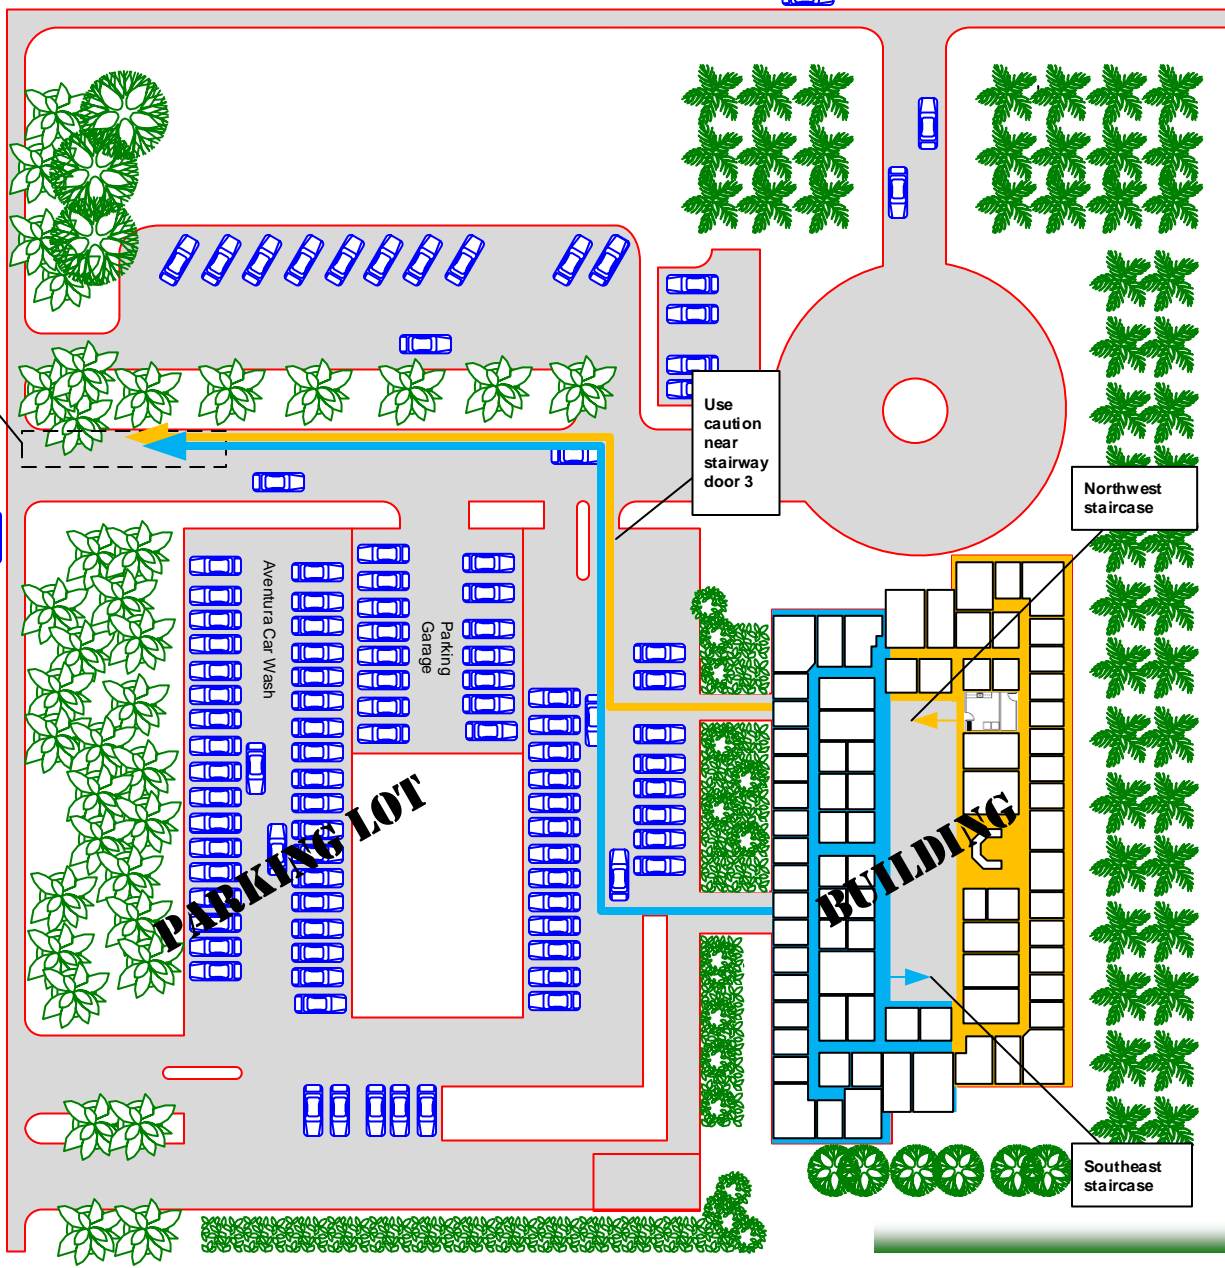 Use
caution
near
stairway
door 3
Northwest
staircase
Aventura Car Wash
Parking
Garage
PARKING LOT
BUILDING
Southeast
staircase